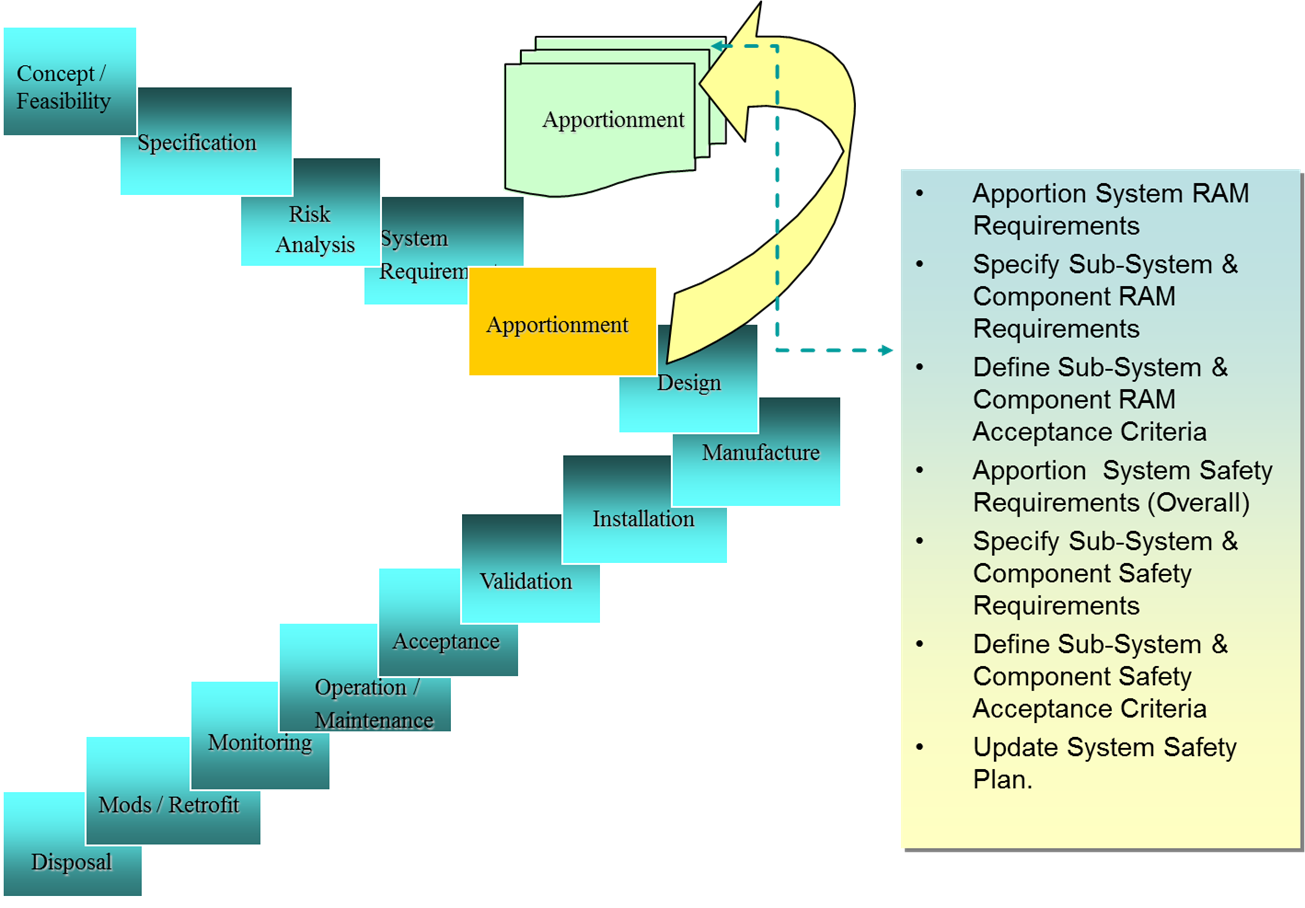 Concept /
Feasibility
Specification
Risk
Analysis
System
Requirem
Apportionment
Apportionment
Design
Manufacture
Installation
Validation
Acceptance
Operation /
Maintenance
Monitoring
Mods / Retrofit
Disposal
• Apportion System RAM
Requirements
• Specify Sub-System &
Component RAM
Requirements
• Define Sub-System &
Component RAM
Acceptance Criteria
• Apportion System Safety
Requirements (Overall)
• Specify Sub-System &
Component Safety
Requirements
• Define Sub-System &
Component Safety
Acceptance Criteria
• Update System Safety
Plan.